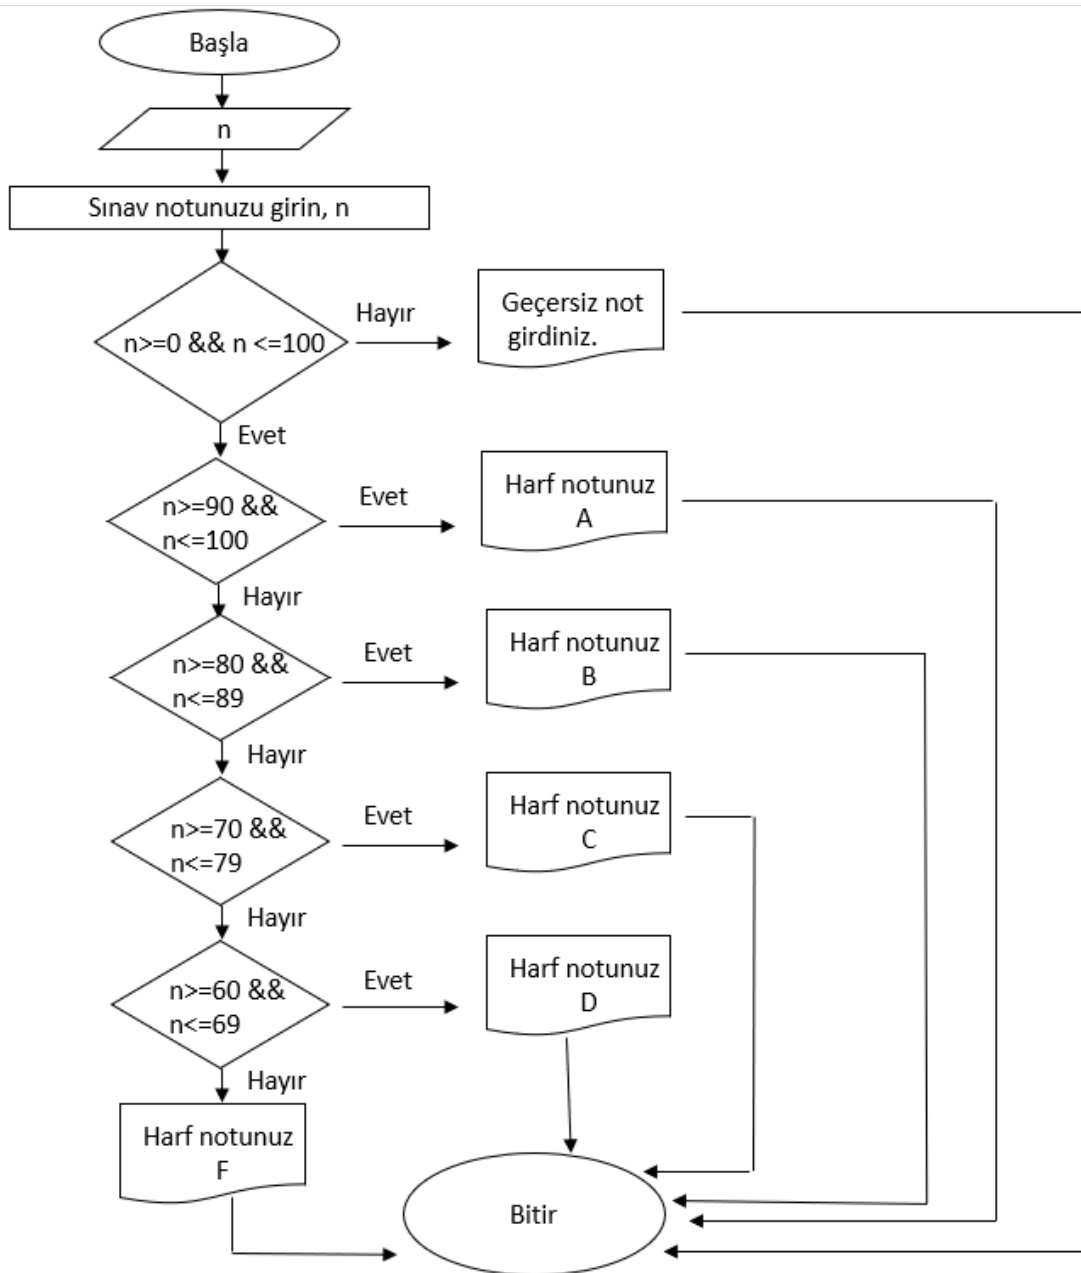 Başla
n
Sınav notunuzu girin, n
n>=0 && n <=100
Hayır
Geçersiz not
girdiniz.
Evet
n>=90 &&
n<=100
Evet
Harf notunuz
A
Hayır
n>=80 &&
n<=89
Evet
Harf notunuz
B
Hayır
n>=70 &&
n<=79
Evet
Harf notunuz
C
Hayır
n>=60 &&
n<=69
Evet
Harf notunuz
D
Hayır
Harf notunuz
F
Bitir